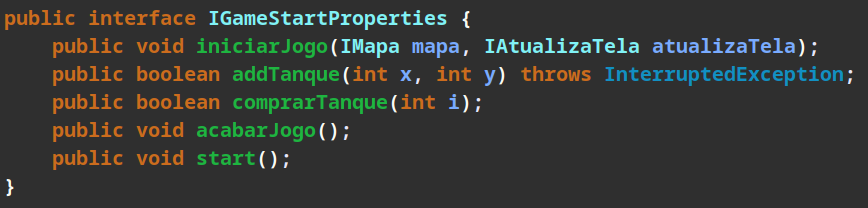 public interface IGameStartProperties {
    public void iniciarJogo(IMapa mapa, IAtualizaTela atualizaTela);
    public boolean addTanque(int x, int y) throws InterruptedException;
    public boolean comprarTanque(int i);
    public void acabarJogo();
    public void start();
}